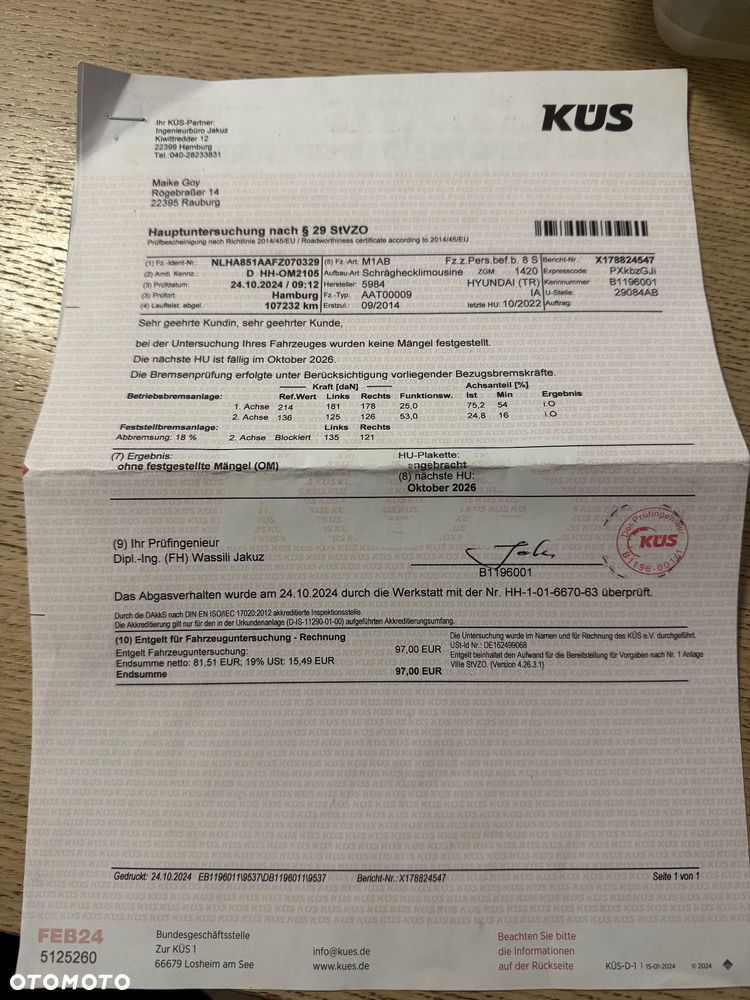 KÜS
Ihr KÜS-Partner:
Ingenieurbüro Jakuz
Kiwittredder 12
22399 Hamburg
Tel.:040-28233831
Maike Goy
Rögebraßer 14
22395 Rauburg
Hauptuntersuchung nach § 29 StVZO
Prüfbescheinigung nach Richtlinie 2014/45/EU / Roadworthiness certificate according to 2014/45/EU
(1) Fz.-Ident-Nr.: NLHA851AAFZ070329 (5) Fz.-Art. M1AB Fz.z.Pers.bef.b. 8 S Bericht-Nr. X178824547
(2) Amtl. Kennz.: D HH-OM2105 Aufbau-Art Schräghecklimousine ZGM: 1420 Expresscode PXkbzGJi
(3) Prüfdatum 24.10.2024 / 09:12 Hersteller: 5984 HYUNDAI (TR) Kennnummer B1196001
(3) Prüfort: Hamburg Fz.-Typ: AAT00009 IA U-Stelle: 29084AB
(4) Laufleist. abgel.: 107232 km Erstzul.: 09/2014 letzte HU: 10/2022 Auftrag:
Sehr geehrte Kundin, sehr geehrter Kunde,
bei der Untersuchung Ihres Fahrzeuges wurden keine Mängel festgestellt.
Die nächste HU ist fällig im Oktober 2026.
Die Bremsenprüfung erfolgte unter Berücksichtigung vorliegender Bezugsbremskräfte.
Kraft [daN] Achsanteil [%]
Betriebsbremsanlage: Ref.Wert Links Rechts Funktionsw. Ist Min Ergebnis
1. Achse 214 181 178 25,0 75,2 54 i.O
2. Achse 136 125 126 53,0 24,8 16 i.O
Feststellbremsanlage: Links Rechts
Abbremsung: 18 % 2. Achse Blockiert 135 121
(7) Ergebnis: HU-Plakette:
ohne festgestellte Mängel (OM) angebracht
(8) nächste HU:
Oktober 2026
(9) Ihr Prüfingenieur
Dipl.-Ing. (FH) Wassili Jakuz
B1196001
Der Prüfingenieur
KÜS
Das Abgasverhalten wurde am 24.10.2024 durch die Werkstatt mit der Nr. HH-1-01-6670-63 überprüft.
Durch die DAkkS nach DIN EN ISO/IEC 17020:2012 akkreditierte Inspektionsstelle.
Die Akkreditierung gilt nur für den in der Urkundenanlage (D-IS-11290-01-00) aufgeführten Akkreditierungsumfang.
(10) Entgelt für Fahrzeuguntersuchung - Rechnung
Entgelt Fahrzeuguntersuchung: 97,00 EUR
Endsumme netto: 81,51 EUR; 19% USt: 15,49 EUR
Endsumme 97,00 EUR
Die Untersuchung wurde im Namen und für Rechnung des KÜS e.V. durchgeführt.
USt-Id Nr.: DE162499068
Entgelt beinhaltet den Aufwand für die Bereitstellung für Vorgaben nach Nr. 1 Anlage
VIIIe StVZO. (Version 4.26.3.1)
Gedruckt: 24.10.2024 EB1196011\9537\DB1196011\9537 Bericht-Nr.: X178824547 Seite 1 von 1
FEB24
5125260
Bundesgeschäftsstelle
Zur KÜS 1
66679 Losheim am See
info@kues.de
www.kues.de
Beachten Sie bitte
die Informationen
auf der Rückseite
KÜS-D-1 | 15-01-2024 © 2024
OTOMOTO